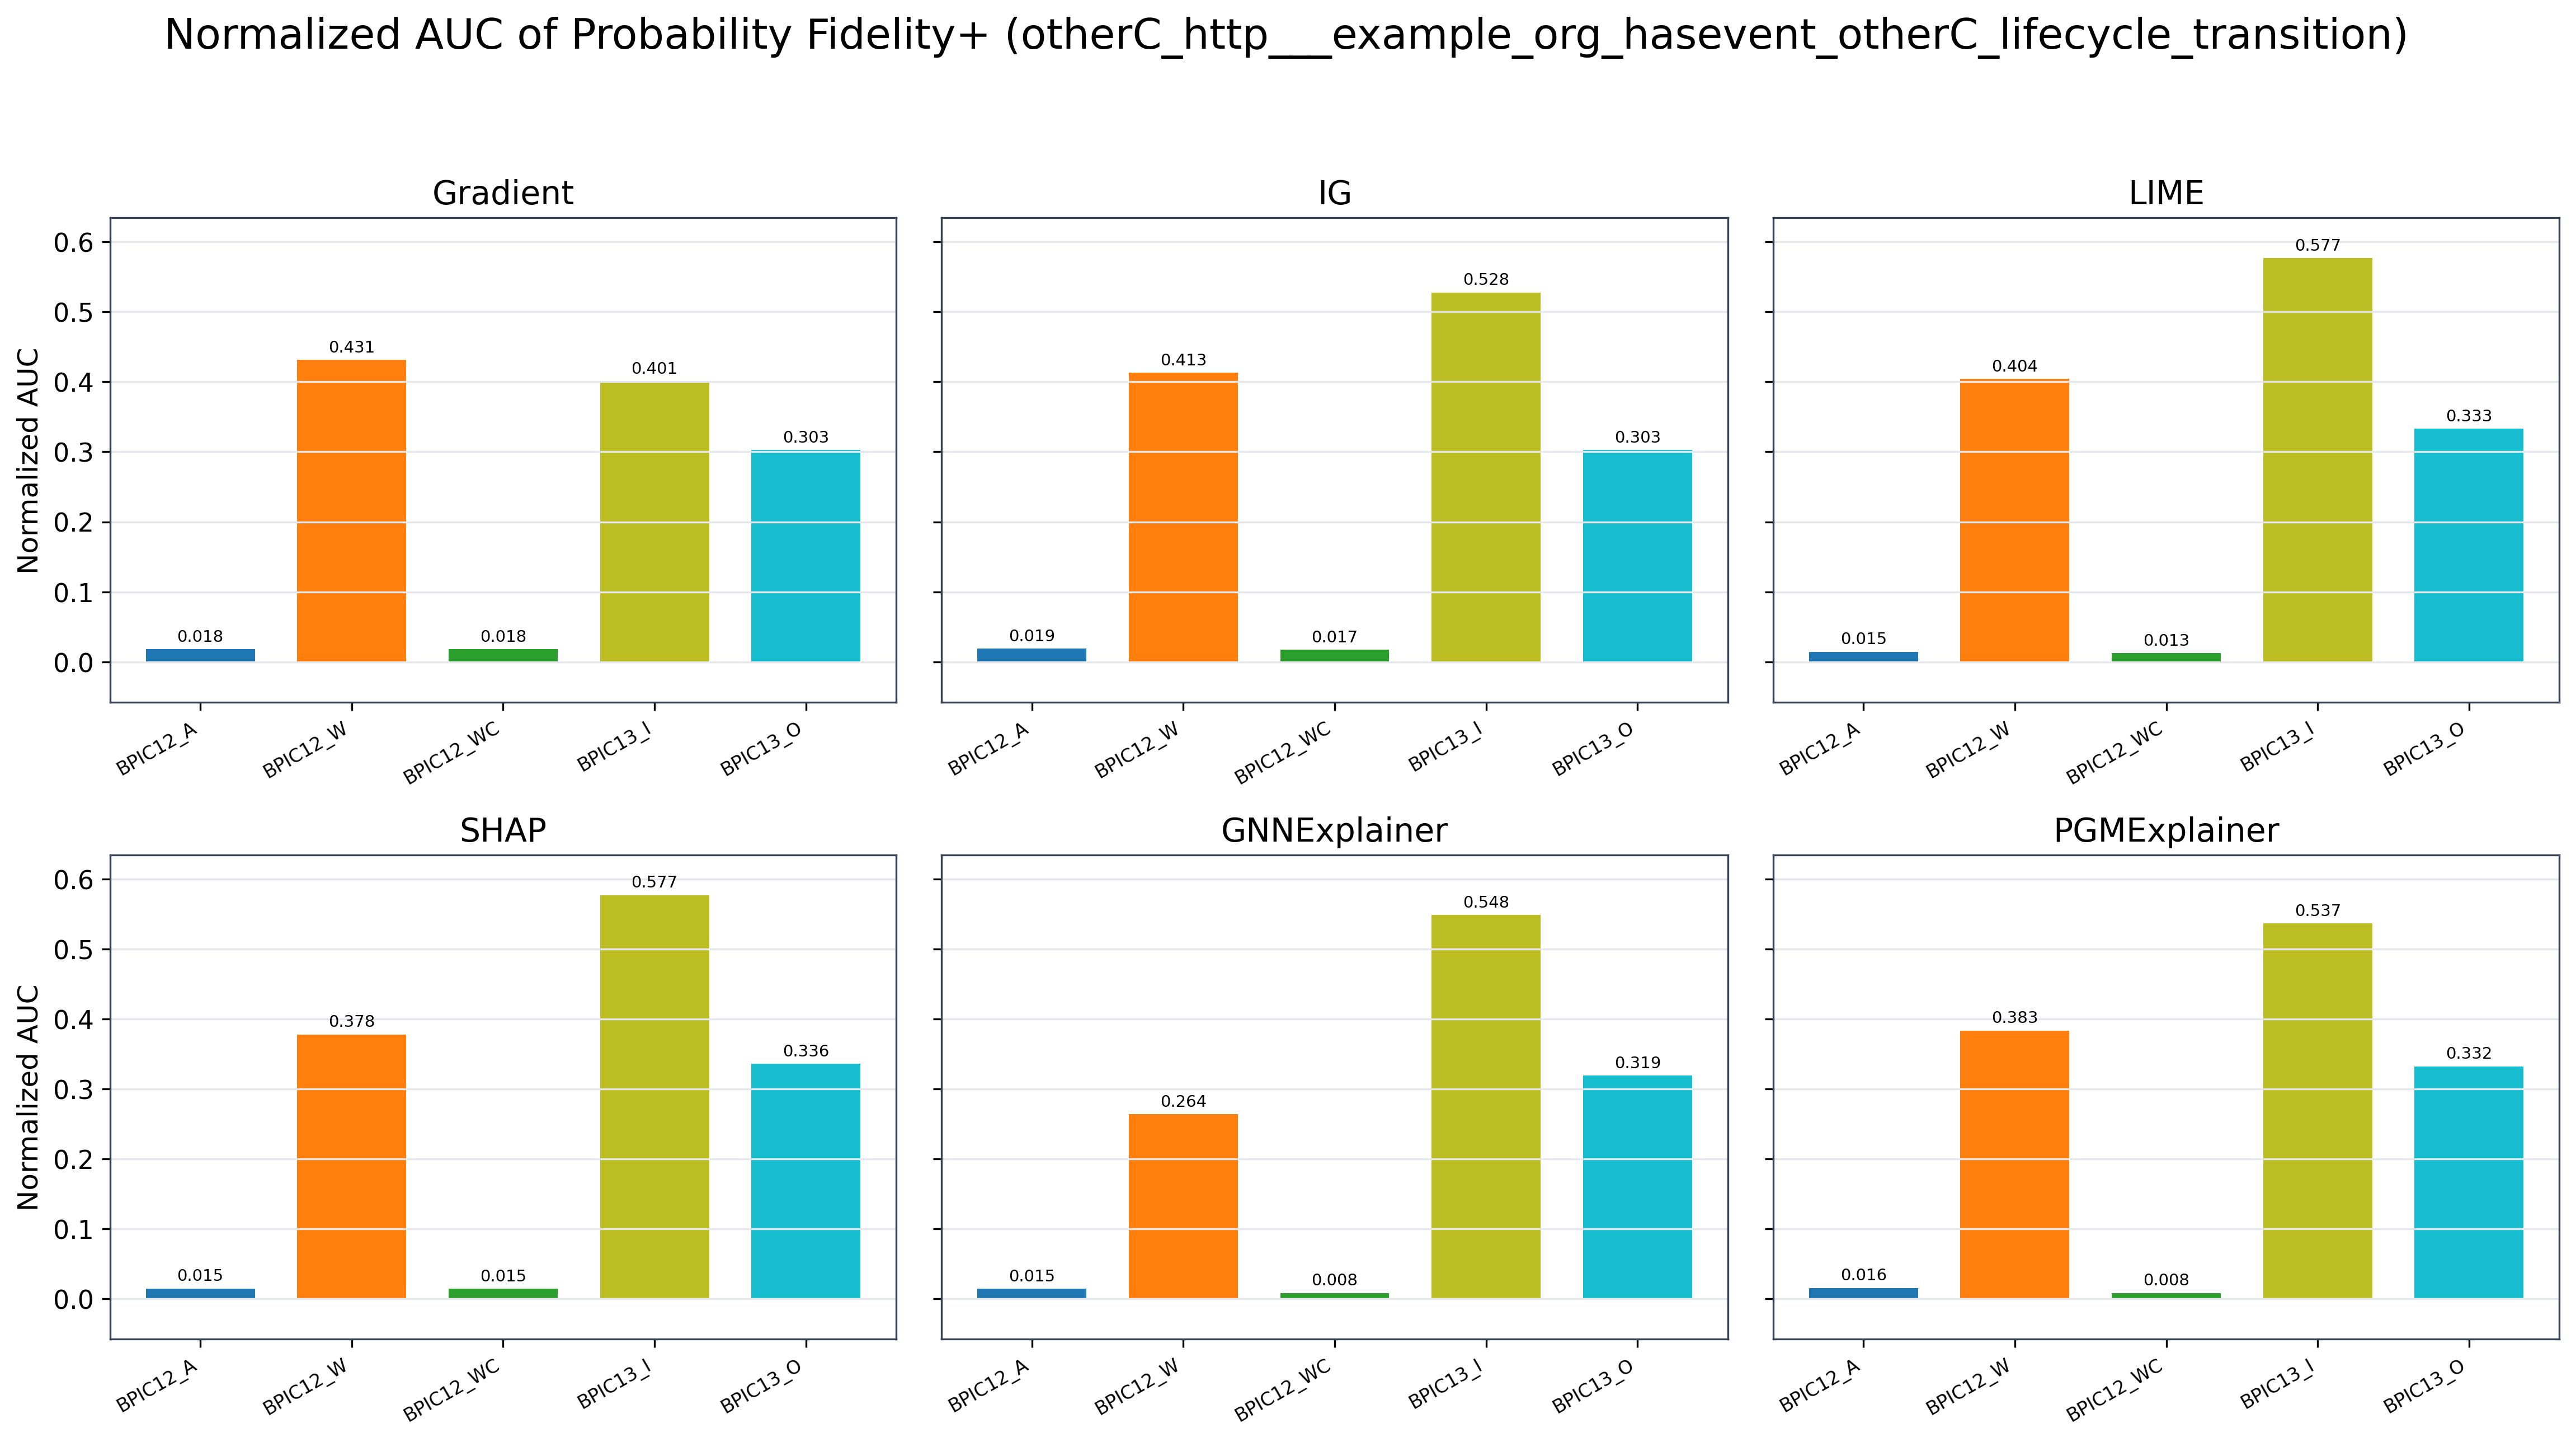 Normalized AUC of Probability Fidelity+ (otherC_http___example_org_hasevent_otherC_lifecycle_transition)
Gradient
Normalized AUC
0.6
0.5
0.4
0.3
0.2
0.1
0.0
0.018
0.431
0.018
0.401
0.303
BPIC12_A
BPIC12_W
BPIC12_WC
BPIC13_I
BPIC13_O
IG
0.019
0.413
0.017
0.528
0.303
BPIC12_A
BPIC12_W
BPIC12_WC
BPIC13_I
BPIC13_O
LIME
0.015
0.404
0.013
0.577
0.333
BPIC12_A
BPIC12_W
BPIC12_WC
BPIC13_I
BPIC13_O
SHAP
Normalized AUC
0.6
0.5
0.4
0.3
0.2
0.1
0.0
0.015
0.378
0.015
0.577
0.336
BPIC12_A
BPIC12_W
BPIC12_WC
BPIC13_I
BPIC13_O
GNNExplainer
0.015
0.264
0.008
0.548
0.319
BPIC12_A
BPIC12_W
BPIC12_WC
BPIC13_I
BPIC13_O
PGMExplainer
0.016
0.383
0.008
0.537
0.332
BPIC12_A
BPIC12_W
BPIC12_WC
BPIC13_I
BPIC13_O